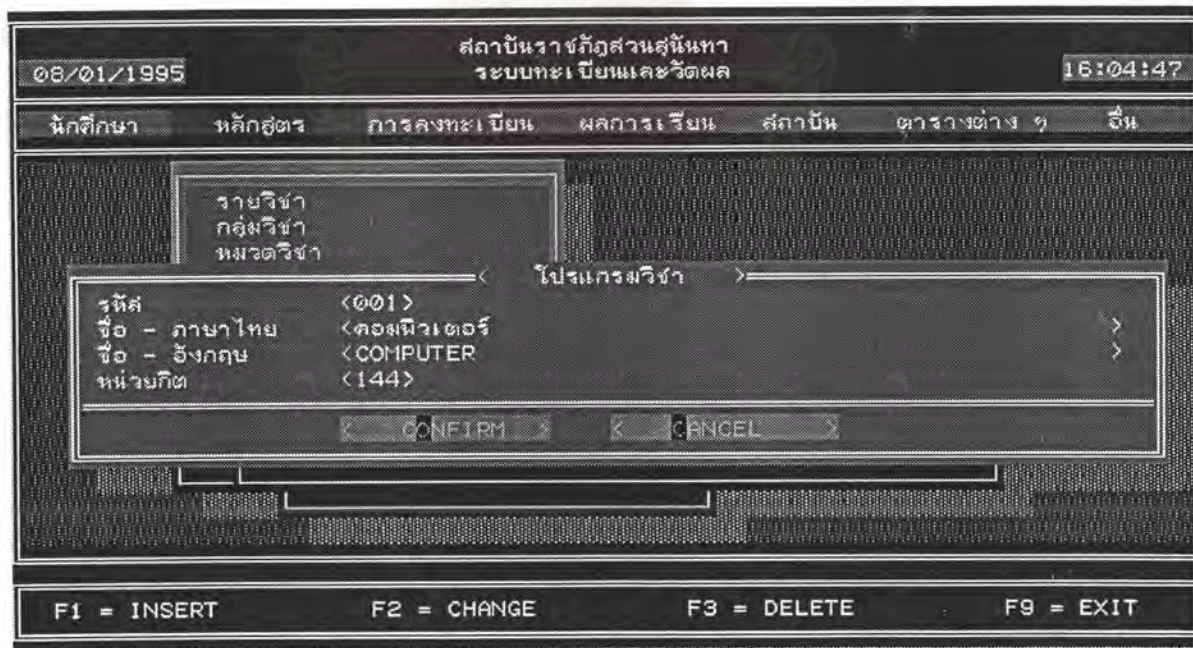 สถาบันราชภัฏสวนสุนันทา
08/01/1995 ระบบทะเบียนและวัดผล 16:04:47
นักศึกษา หลักสูตร การลงทะเบียน ผลการเรียน สถาบัน ตารางต่าง ๆ อื่น
รายวิชา
กลุ่มวิชา
หมวดวิชา
< โปรแกรมวิชา >
รหัส <001>
ชื่อ - ภาษาไทย <คอมพิวเตอร์ >
ชื่อ - อังกฤษ <COMPUTER >
หน่วยกิต <144>
< CONFIRM > < CANCEL >
F1 = INSERT F2 = CHANGE F3 = DELETE F9 = EXIT